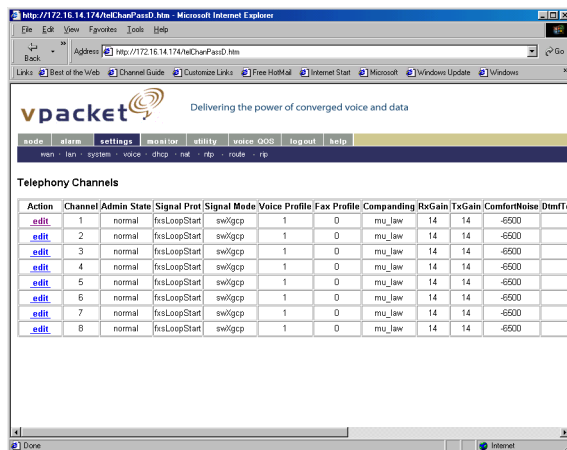 http://172.16.14.174/telChanPassD.htm - Microsoft Internet Explorer
File Edit View Favorites Tools Help
Back » Address http://172.16.14.174/telChanPassD.htm Go
Links Best of the Web Channel Guide Customize Links Free HotMail Internet Start Microsoft Windows Update Windows »
vpacket Delivering the power of converged voice and data
node alarm settings monitor utility voice QOS logout help
wan · lan · system · voice · dhcp · nat · ntp · route · rip
Telephony Channels
Action Channel Admin State Signal Prot Signal Mode Voice Profile Fax Profile Companding RxGain TxGain ComfortNoise DtmfT
edit 1 normal fxsLoopStart swXgcp 1 0 mu_law 14 14 -6500
edit 2 normal fxsLoopStart swXgcp 1 0 mu_law 14 14 -6500
edit 3 normal fxsLoopStart swXgcp 1 0 mu_law 14 14 -6500
edit 4 normal fxsLoopStart swXgcp 1 0 mu_law 14 14 -6500
edit 5 normal fxsLoopStart swXgcp 1 0 mu_law 14 14 -6500
edit 6 normal fxsLoopStart swXgcp 1 0 mu_law 14 14 -6500
edit 7 normal fxsLoopStart swXgcp 1 0 mu_law 14 14 -6500
edit 8 normal fxsLoopStart swXgcp 1 0 mu_law 14 14 -6500
Done Internet